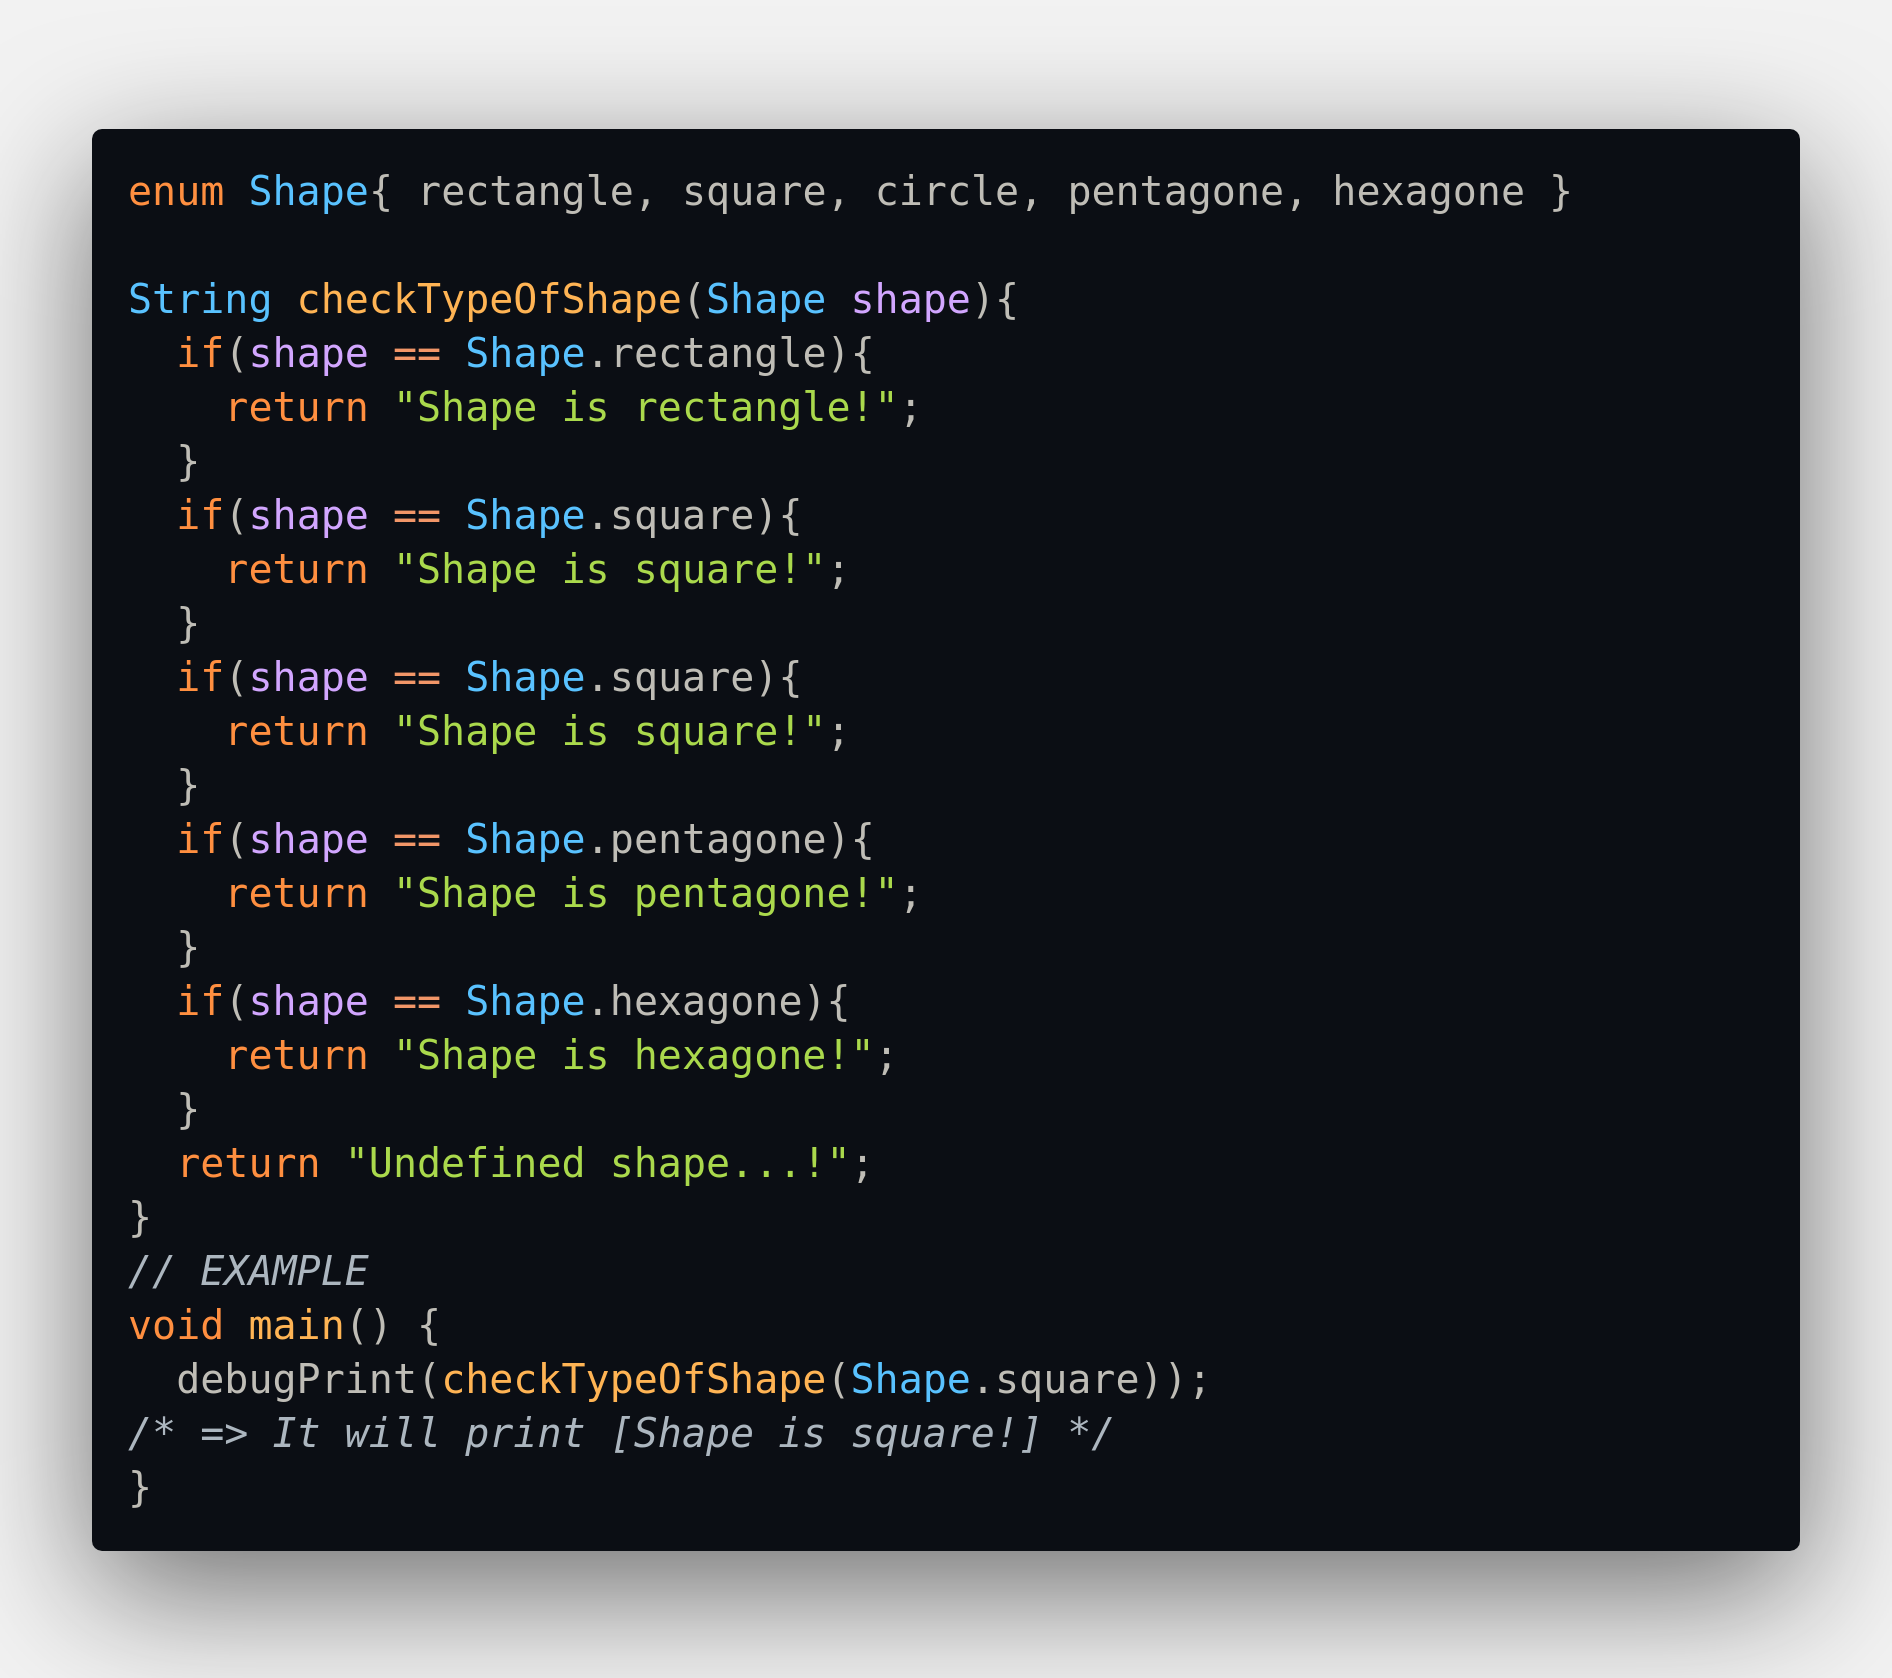 enum Shape{ rectangle, square, circle, pentagone, hexagone }

String checkTypeOfShape(Shape shape){
  if(shape == Shape.rectangle){
    return "Shape is rectangle!";
  }
  if(shape == Shape.square){
    return "Shape is square!";
  }
  if(shape == Shape.square){
    return "Shape is square!";
  }
  if(shape == Shape.pentagone){
    return "Shape is pentagone!";
  }
  if(shape == Shape.hexagone){
    return "Shape is hexagone!";
  }
  return "Undefined shape...!";
}
// EXAMPLE
void main() {
  debugPrint(checkTypeOfShape(Shape.square));
/* => It will print [Shape is square!] */
}